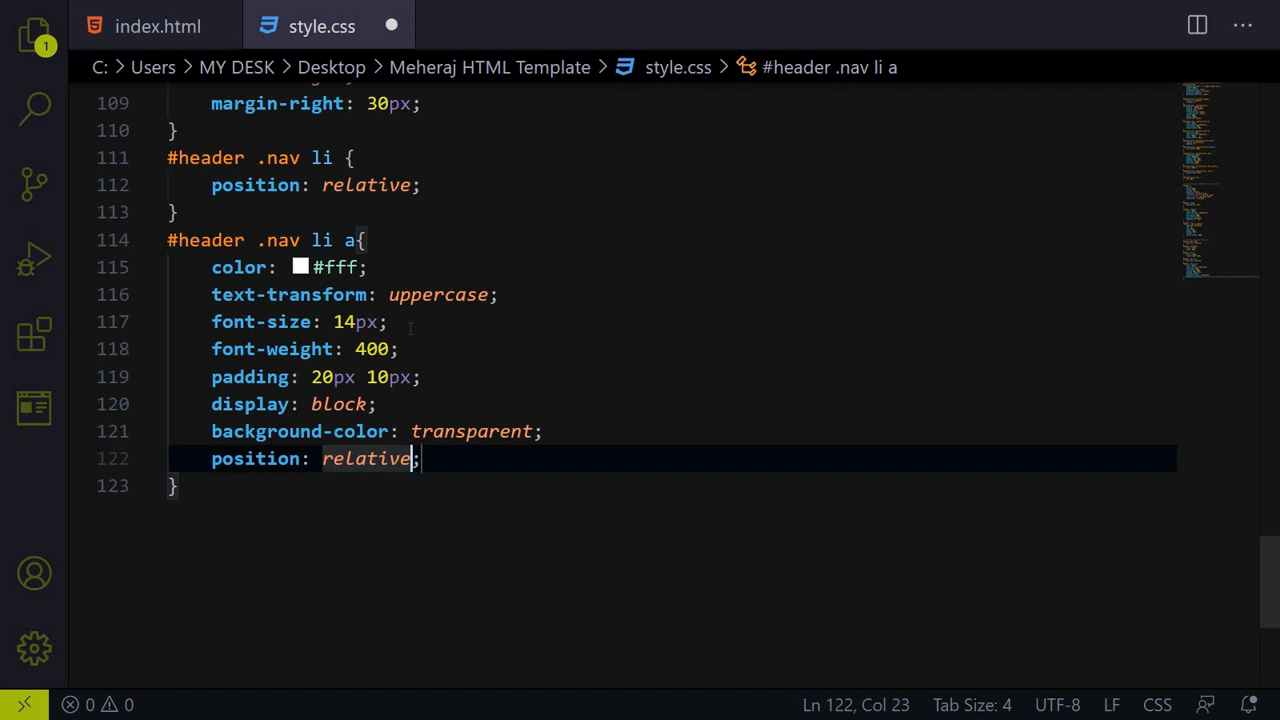 index.html
style.css
1
C: > Users > MY DESK > Desktop > Meheraj HTML Template > style.css > #header .nav li a
109 margin-right: 30px;
110 }
111 #header .nav li {
112 position: relative;
113 }
114 #header .nav li a{
115 color: #fff;
116 text-transform: uppercase;
117 font-size: 14px;
118 font-weight: 400;
119 padding: 20px 10px;
120 display: block;
121 background-color: transparent;
122 position: relative;
123 }
0 0 Ln 122, Col 23 Tab Size: 4 UTF-8 LF CSS